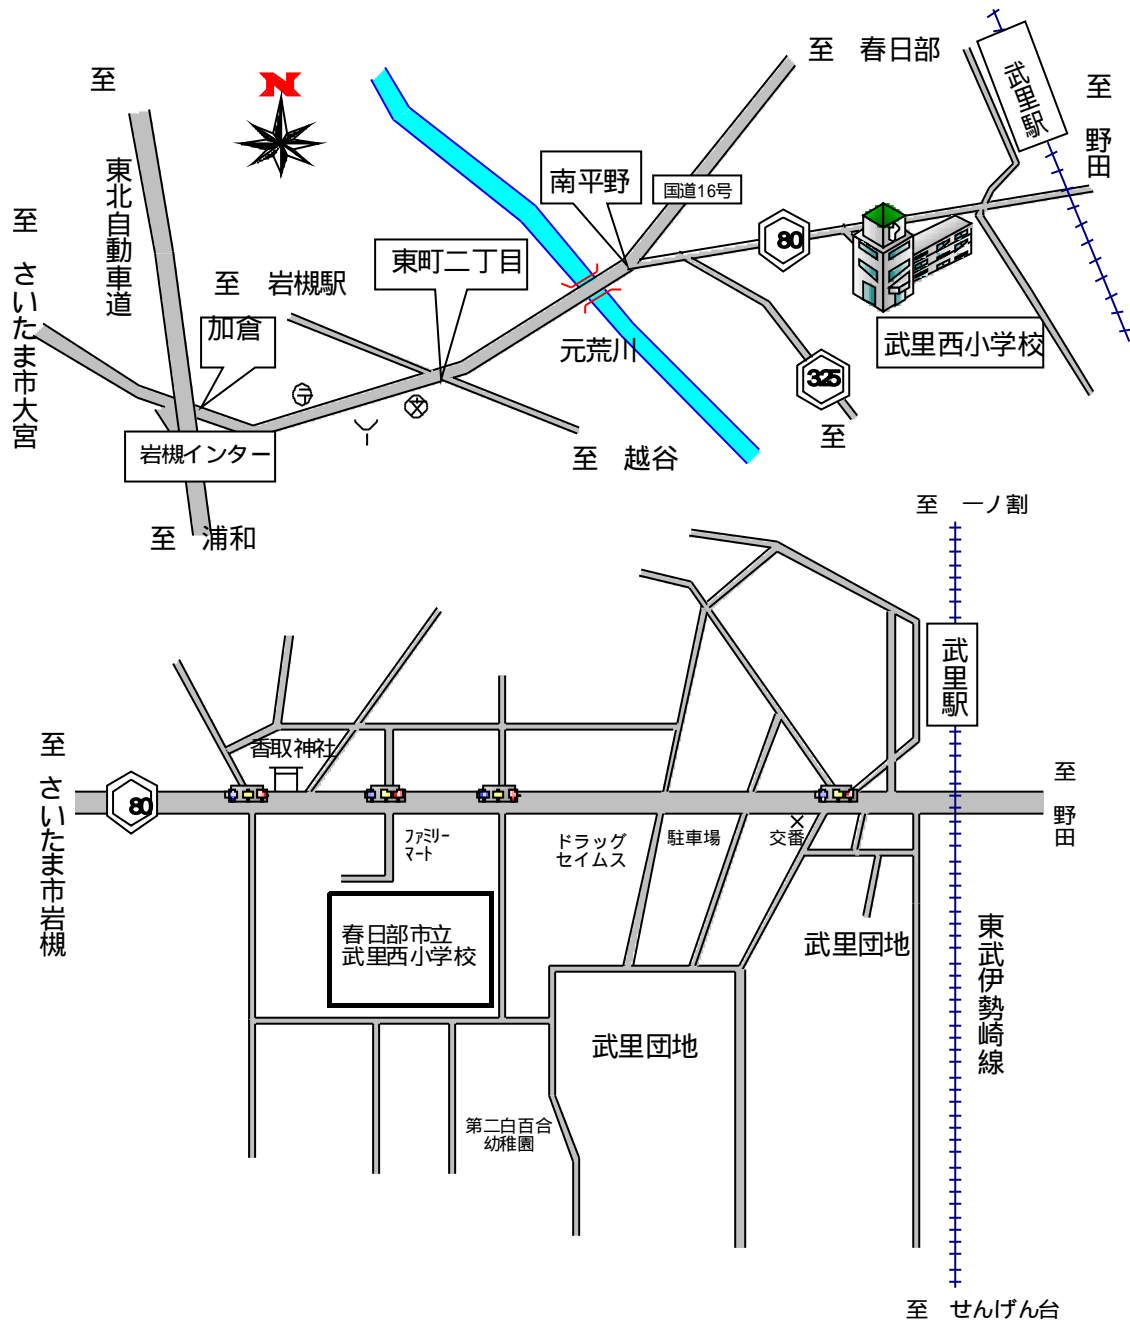 N
至　春日部
至
武里駅
至　野田
東北自動車道
南平野
国道16号
至　さいたま市大宮
東町二丁目
80
至　岩槻駅
加倉
元荒川
武里西小学校
325
岩槻インター
至　越谷
至
至　浦和
至　一ノ割
武里駅
至　さいたま市岩槻
香取神社
至　野田
80
ファミリー
マート
ドラッグ
セイムス
駐車場
交番
春日部市立
武里西小学校
武里団地
東武伊勢崎線
武里団地
第二白百合
幼稚園
至　せんげん台